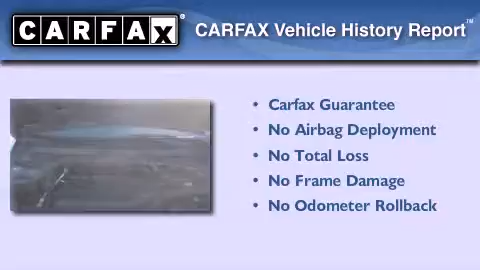 CARFAX® CARFAX Vehicle History Report™
• Carfax Guarantee
• No Airbag Deployment
• No Total Loss
• No Frame Damage
• No Odometer Rollback